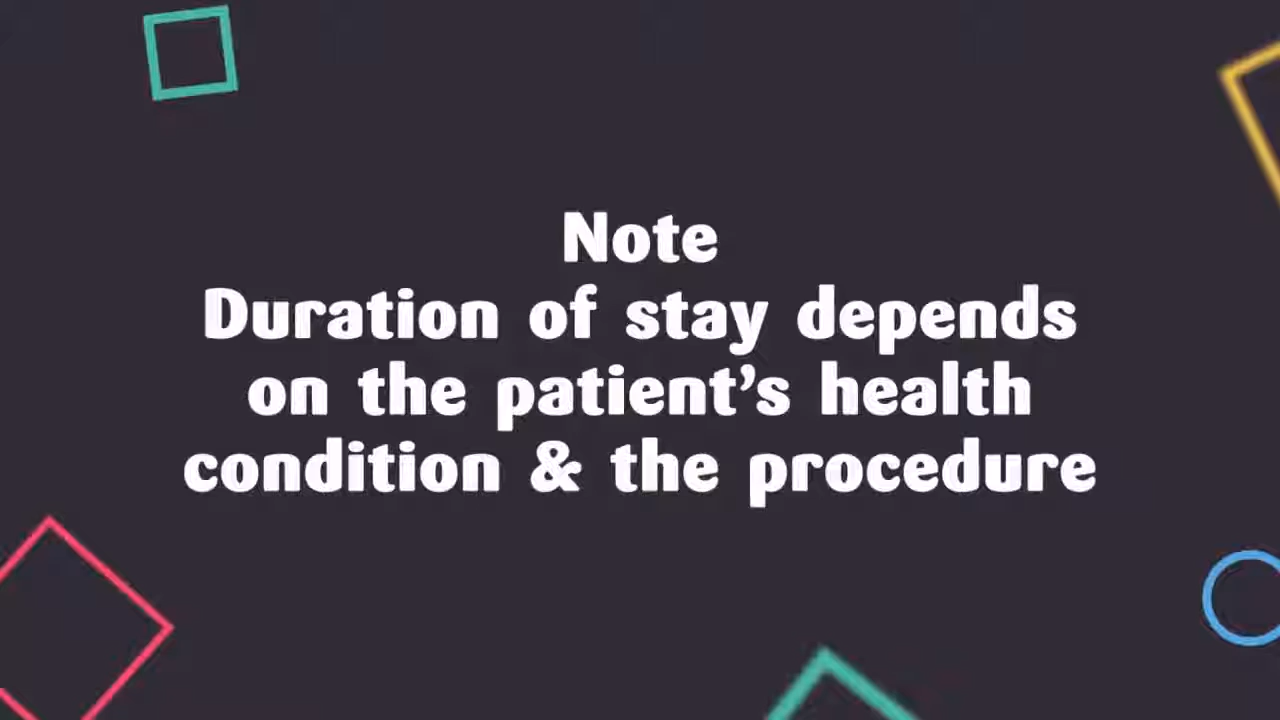 Note
Duration of stay depends
on the patient’s health
condition & the procedure